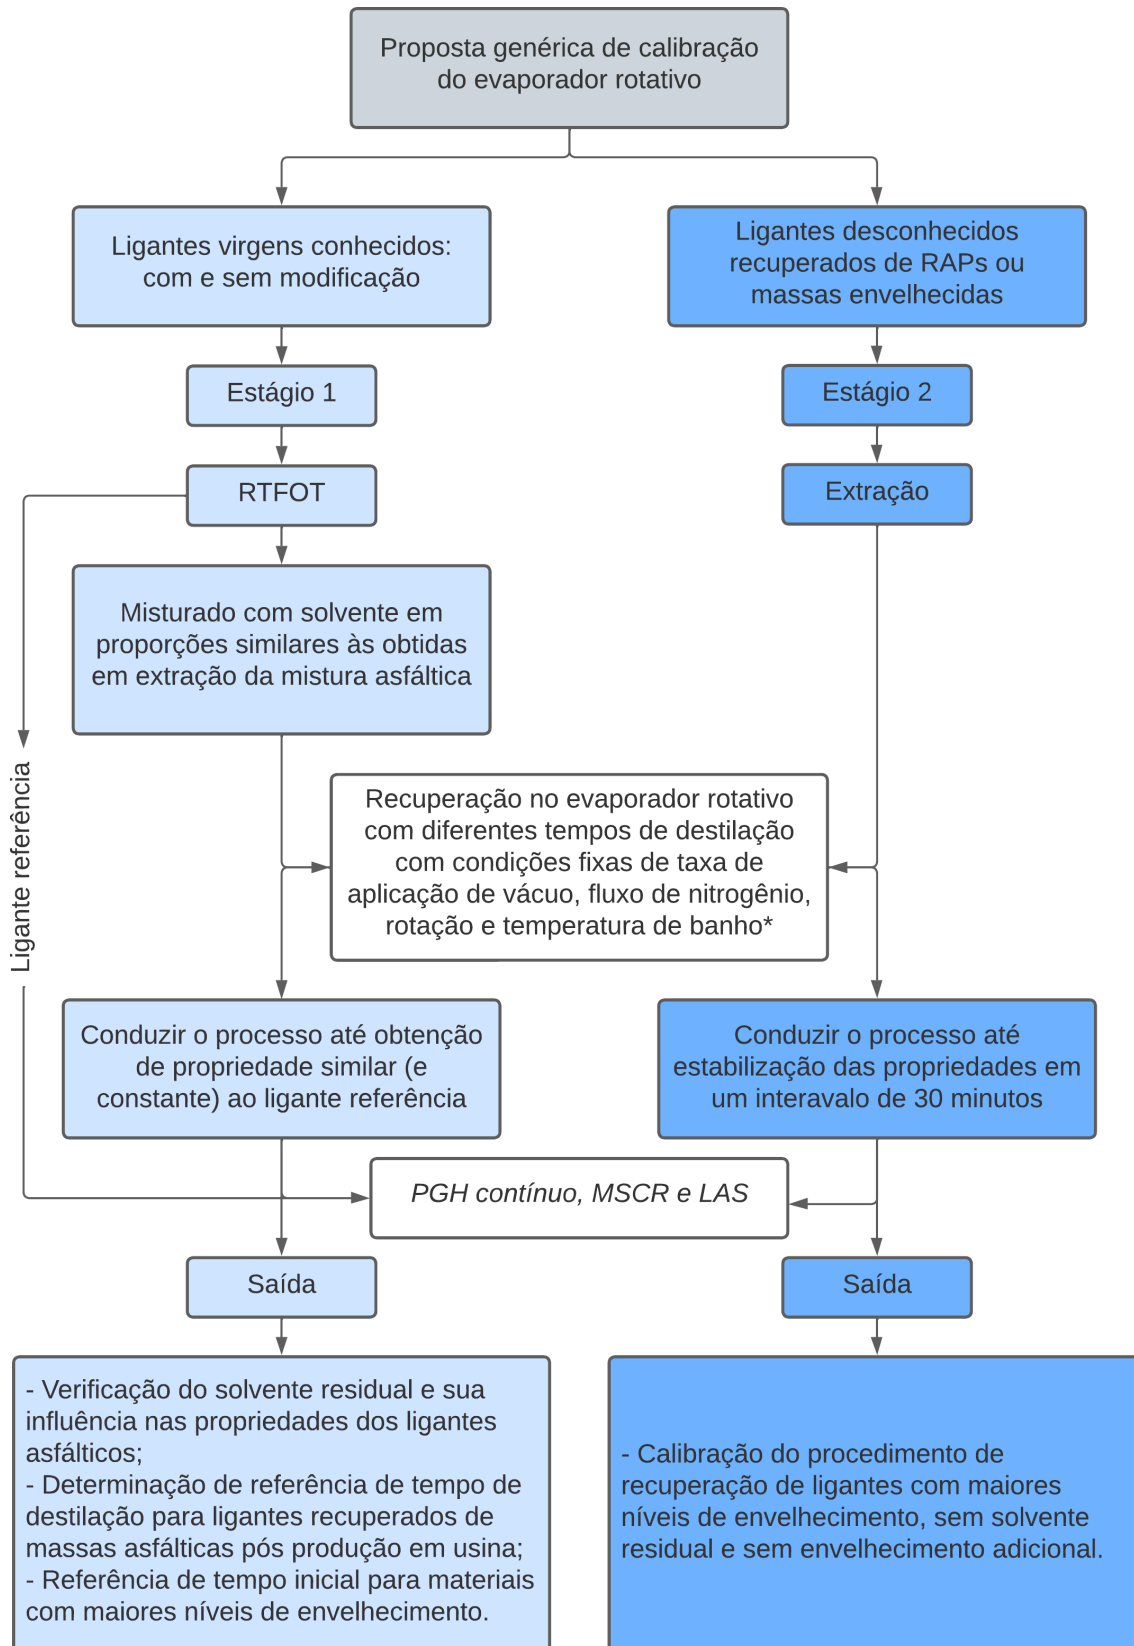 Proposta genérica de calibração
do evaporador rotativo
Ligantes virgens conhecidos:
com e sem modificação
Ligantes desconhecidos
recuperados de RAPs ou
massas envelhecidas
Estágio 1
Estágio 2
RTFOT
Extração
Misturado com solvente em
proporções similares às obtidas
em extração da mistura asfáltica
Ligante referência
Recuperação no evaporador rotativo
com diferentes tempos de destilação
com condições fixas de taxa de
aplicação de vácuo, fluxo de nitrogênio,
rotação e temperatura de banho*
Conduzir o processo até obtenção
de propriedade similar (e
constante) ao ligante referência
Conduzir o processo até
estabilização das propriedades em
um interavalo de 30 minutos
PGH contínuo, MSCR e LAS
Saída
Saída
- Verificação do solvente residual e sua
influência nas propriedades dos ligantes
asfálticos;
- Determinação de referência de tempo de
destilação para ligantes recuperados de
massas asfálticas pós produção em usina;
- Referência de tempo inicial para materiais
com maiores níveis de envelhecimento.
- Calibração do procedimento de
recuperação de ligantes com maiores
níveis de envelhecimento, sem solvente
residual e sem envelhecimento adicional.